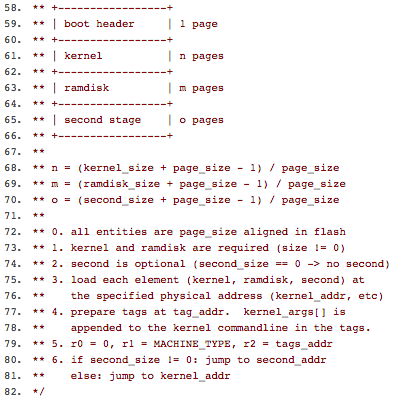 58. ** +-----------------+
59. ** | boot header     | 1 page
60. ** +-----------------+
61. ** | kernel          | n pages
62. ** +-----------------+
63. ** | ramdisk         | m pages
64. ** +-----------------+
65. ** | second stage    | o pages
66. ** +-----------------+
67. **
68. ** n = (kernel_size + page_size - 1) / page_size
69. ** m = (ramdisk_size + page_size - 1) / page_size
70. ** o = (second_size + page_size - 1) / page_size
71. **
72. ** 0. all entities are page_size aligned in flash
73. ** 1. kernel and ramdisk are required (size != 0)
74. ** 2. second is optional (second_size == 0 -> no second)
75. ** 3. load each element (kernel, ramdisk, second) at
76. **    the specified physical address (kernel_addr, etc)
77. ** 4. prepare tags at tag_addr.  kernel_args[] is
78. **    appended to the kernel commandline in the tags.
79. ** 5. r0 = 0, r1 = MACHINE_TYPE, r2 = tags_addr
80. ** 6. if second_size != 0: jump to second_addr
81. **    else: jump to kernel_addr
82. */